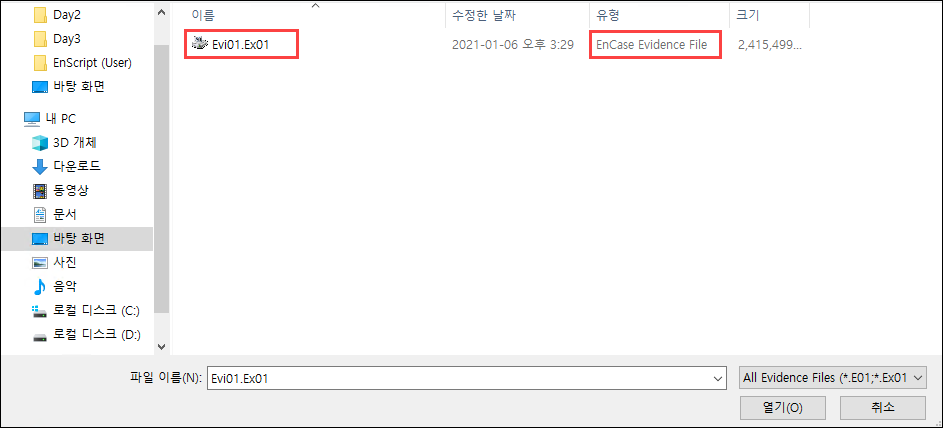 Day2
Day3
EnScript (User)
바탕 화면
내 PC
3D 개체
다운로드
동영상
문서
바탕 화면
사진
음악
로컬 디스크 (C:)
로컬 디스크 (D:)
이름 수정한 날짜 유형 크기
Evi01.Ex01 2021-01-06 오후 3:29 EnCase Evidence File 2,415,499...
파일 이름(N): Evi01.Ex01 All Evidence Files (*.E01;*.Ex01
열기(O) 취소